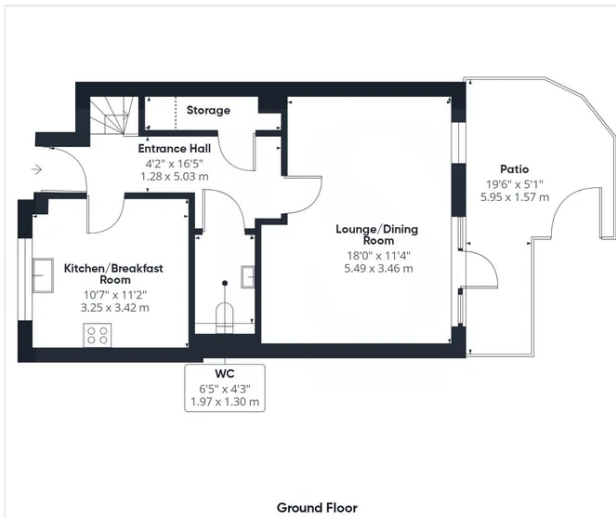 Storage
Entrance Hall
4'2" x 16'5"
1.28 x 5.03 m
Patio
19'6" x 5'1"
5.95 x 1.57 m
Lounge/Dining
Room
18'0" x 11'4"
5.49 x 3.46 m
Kitchen/Breakfast
Room
10'7" x 11'2"
3.25 x 3.42 m
WC
6'5" x 4'3"
1.97 x 1.30 m
Ground Floor